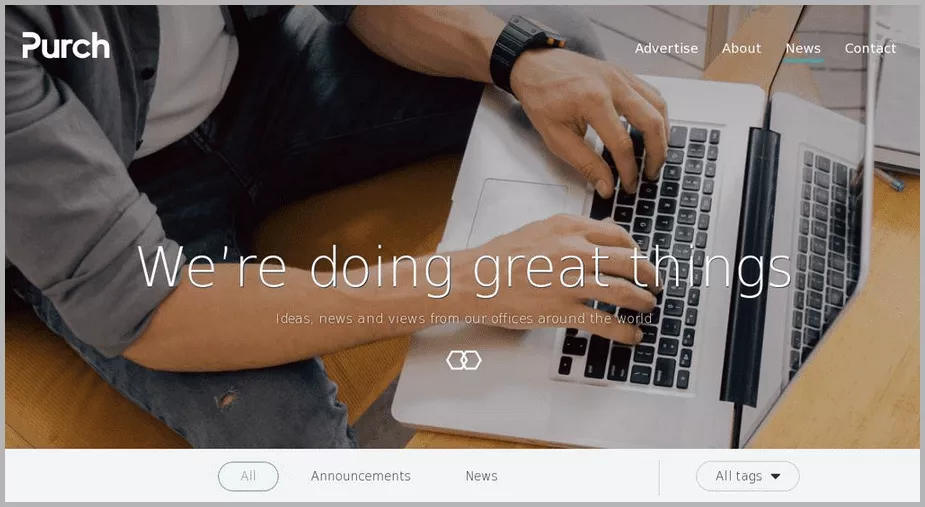 Purch
Advertise About News Contact
We're doing great things
Ideas, news and views from our offices around the world
All Announcements News All tags